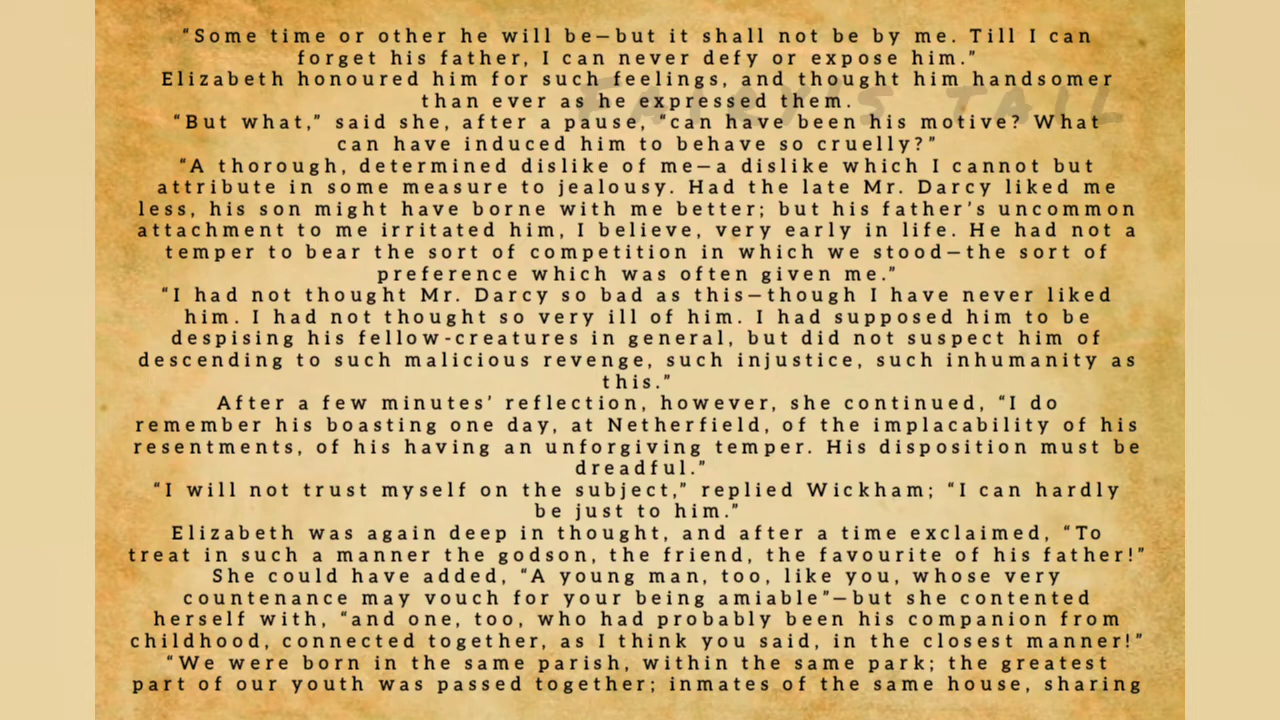 “Some time or other he will be—but it shall not be by me. Till I can
forget his father, I can never defy or expose him.”
Elizabeth honoured him for such feelings, and thought him handsomer
than ever as he expressed them.
FAIRY'S TAIL
“But what,” said she, after a pause, “can have been his motive? What
can have induced him to behave so cruelly?”
“A thorough, determined dislike of me—a dislike which I cannot but
attribute in some measure to jealousy. Had the late Mr. Darcy liked me
less, his son might have borne with me better; but his father’s uncommon
attachment to me irritated him, I believe, very early in life. He had not a
temper to bear the sort of competition in which we stood—the sort of
preference which was often given me.”
“I had not thought Mr. Darcy so bad as this—though I have never liked
him. I had not thought so very ill of him. I had supposed him to be
despising his fellow-creatures in general, but did not suspect him of
descending to such malicious revenge, such injustice, such inhumanity as
this.”
After a few minutes’ reflection, however, she continued, “I do
remember his boasting one day, at Netherfield, of the implacability of his
resentments, of his having an unforgiving temper. His disposition must be
dreadful.”
“I will not trust myself on the subject,” replied Wickham; “I can hardly
be just to him.”
Elizabeth was again deep in thought, and after a time exclaimed, “To
treat in such a manner the godson, the friend, the favourite of his father!”
She could have added, “A young man, too, like you, whose very
countenance may vouch for your being amiable”—but she contented
herself with, “and one, too, who had probably been his companion from
childhood, connected together, as I think you said, in the closest manner!”
“We were born in the same parish, within the same park; the greatest
part of our youth was passed together; inmates of the same house, sharing